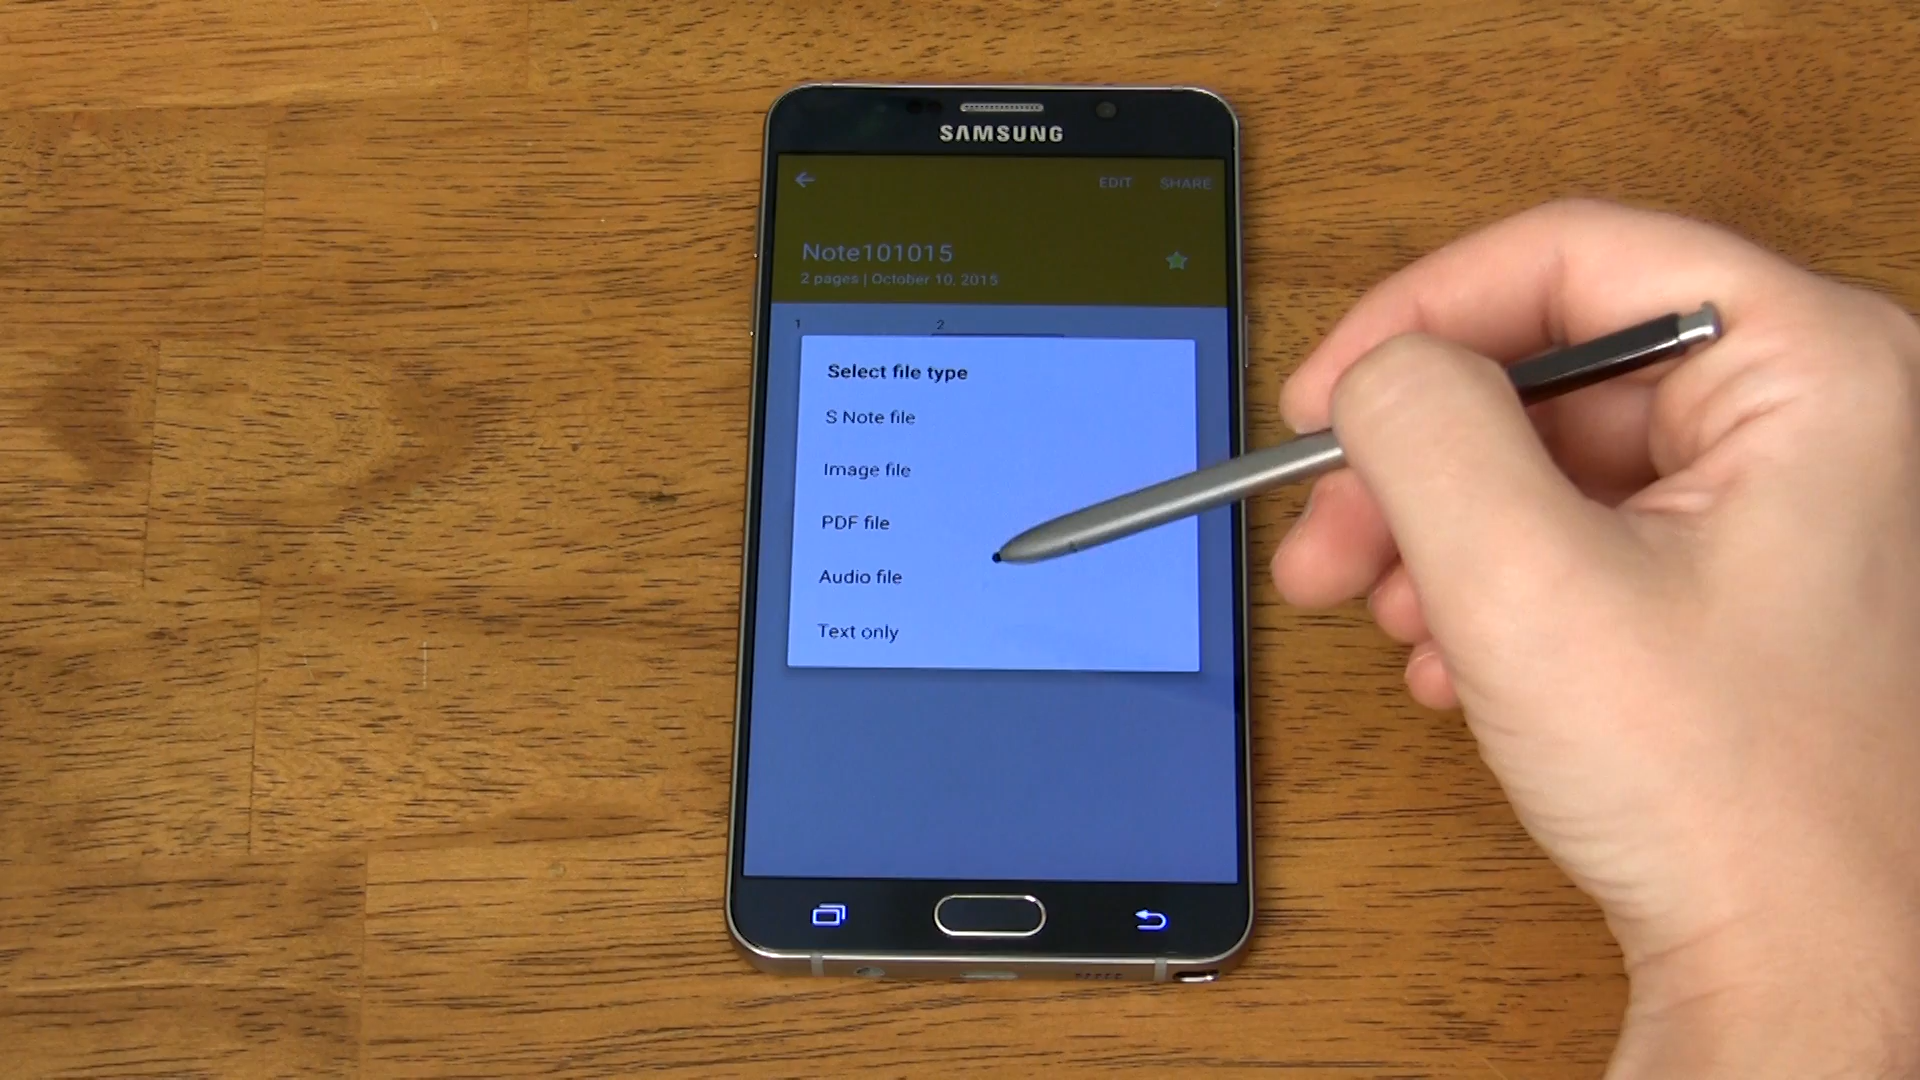 SAMSUNG
EDIT SHARE
Note101015
2 pages | October 10, 2015
1 2
Select file type
S Note file
Image file
PDF file
Audio file
Text only